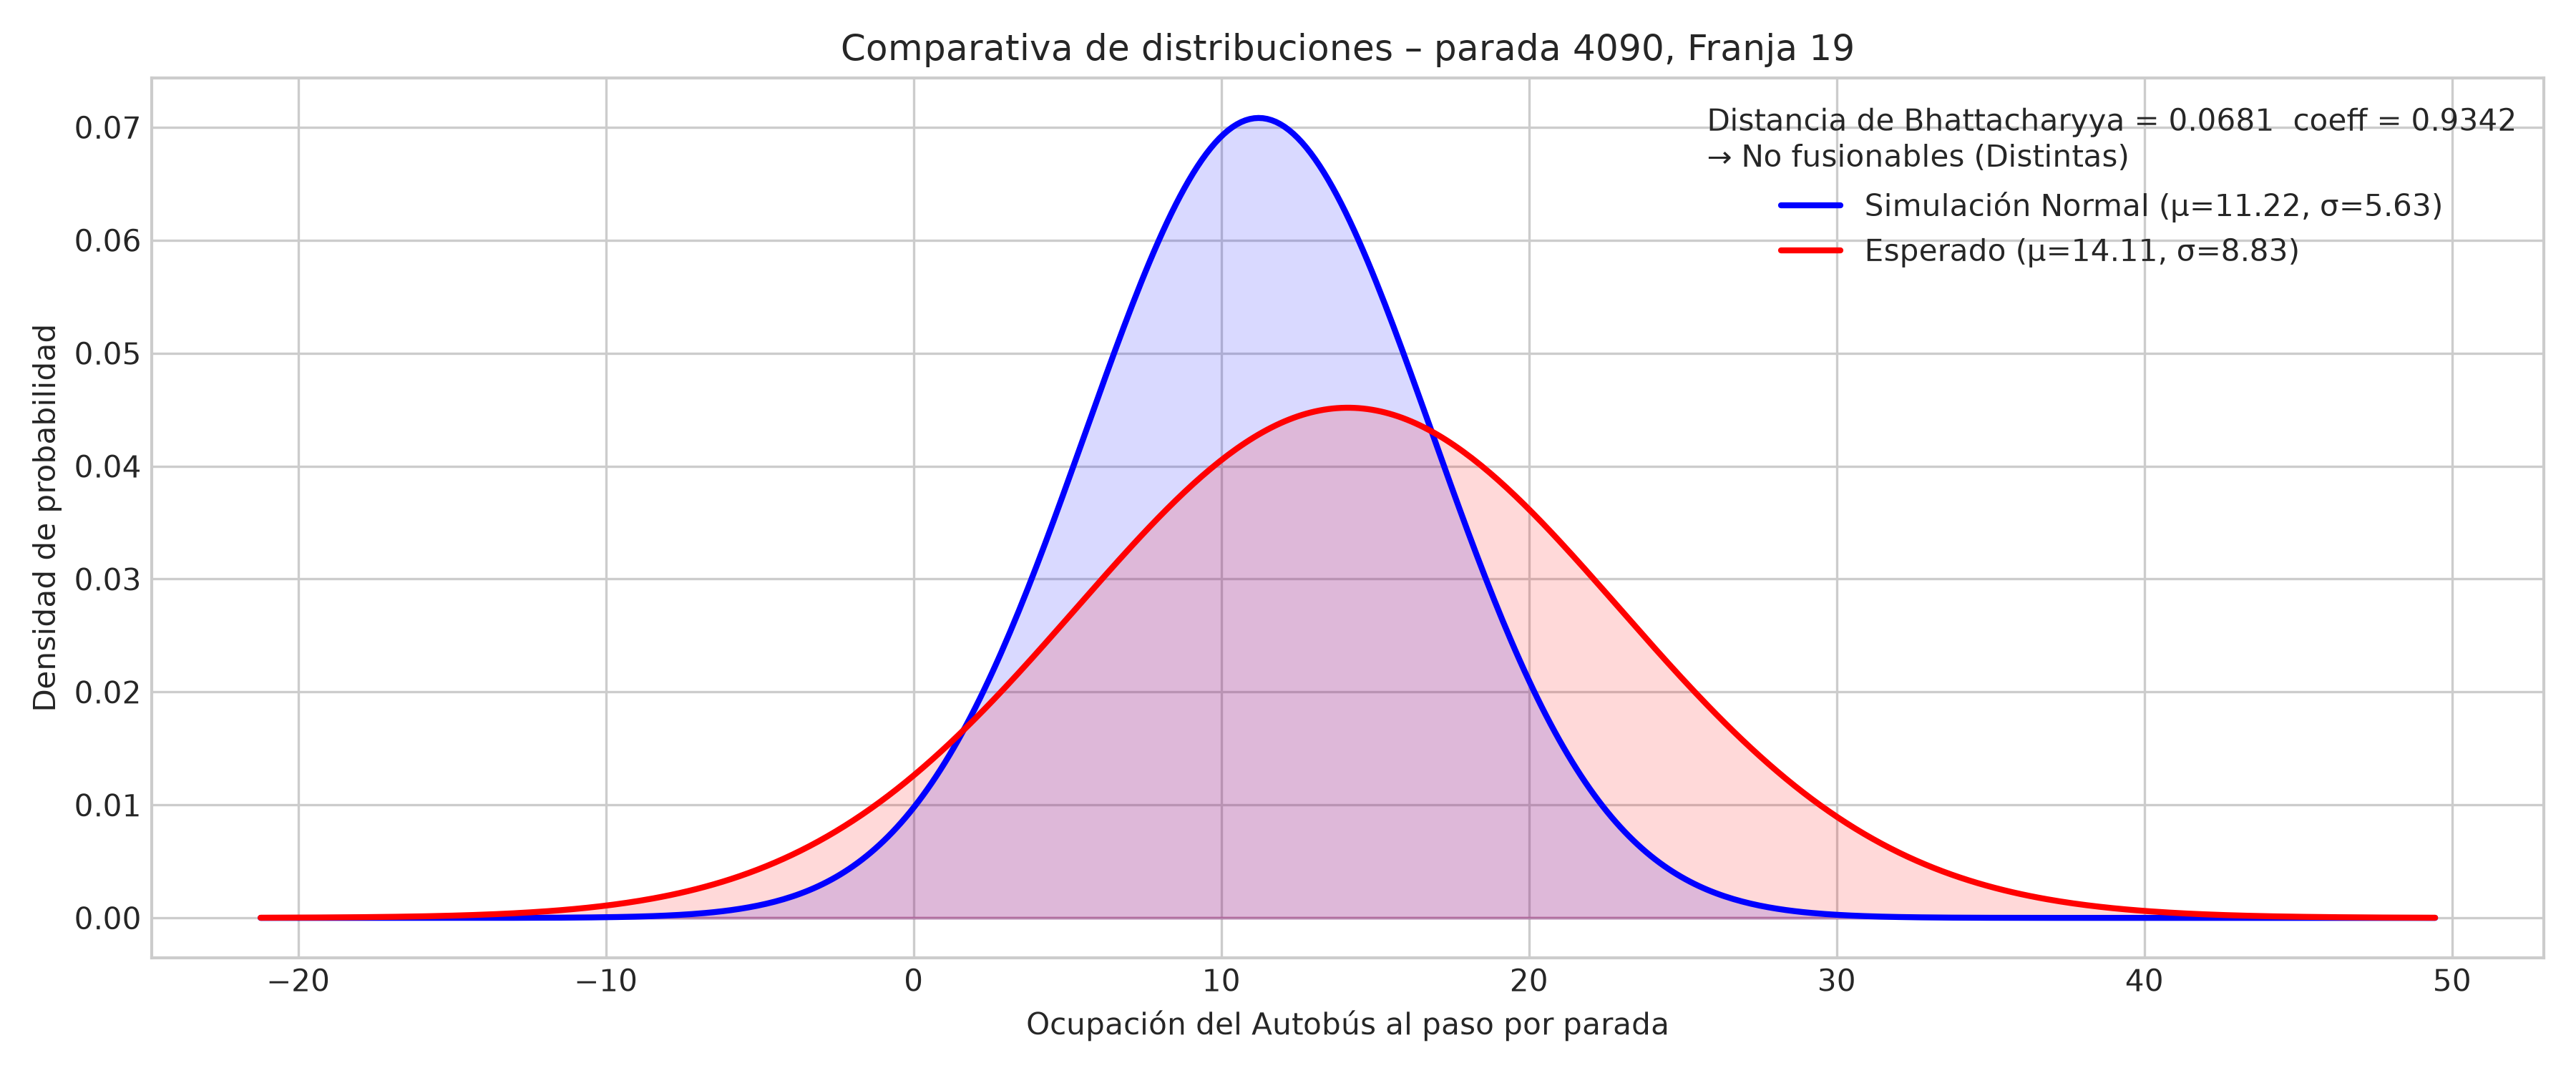 Comparativa de distribuciones – parada 4090, Franja 19
Distancia de Bhattacharyya = 0.0681  coeff = 0.9342
→ No fusionables (Distintas)
Simulación Normal (μ=11.22, σ=5.63)
Esperado (μ=14.11, σ=8.83)
Densidad de probabilidad
0.07
0.06
0.05
0.04
0.03
0.02
0.01
0.00
−20 −10 0 10 20 30 40 50
Ocupación del Autobús al paso por parada